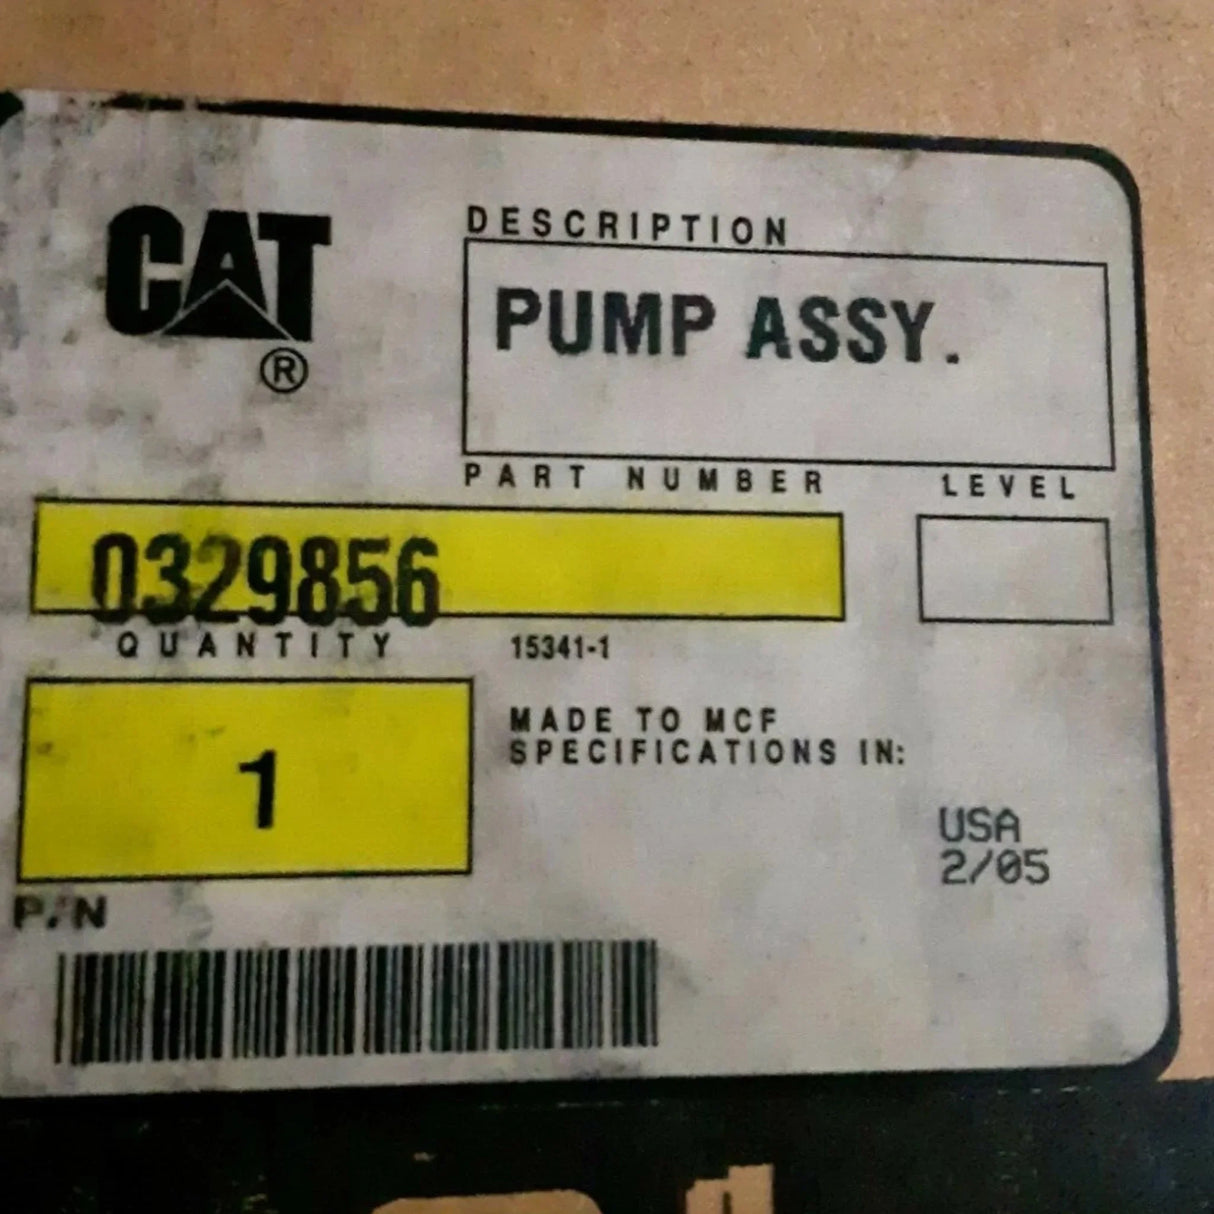 CAT
®
DESCRIPTION
PUMP ASSY.
PART NUMBER
LEVEL
0329856
QUANTITY
15341-1
1
MADE TO MCF
SPECIFICATIONS IN:
USA
2/05
P/N